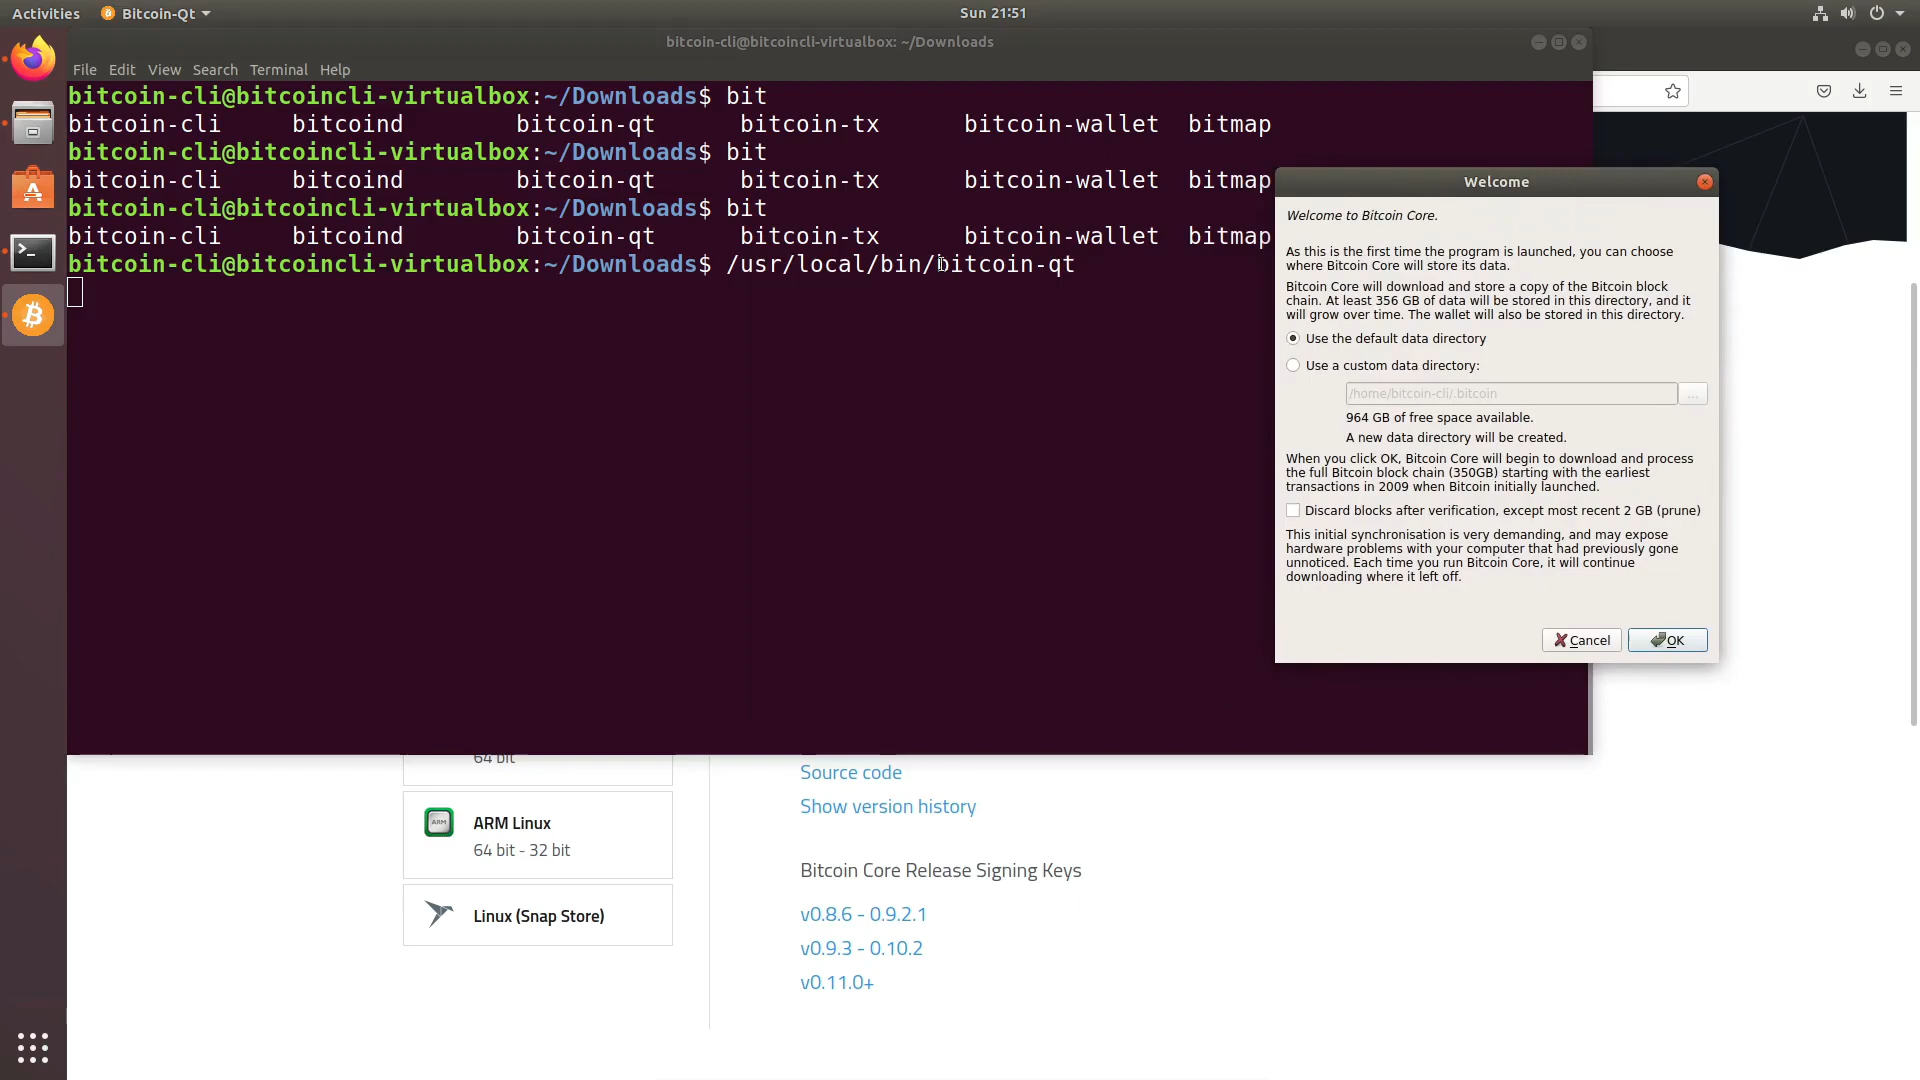 Activities Bitcoin-Qt Sun 21:51
bitcoin-cli@bitcoincli-virtualbox: ~/Downloads
File Edit View Search Terminal Help
bitcoin-cli@bitcoincli-virtualbox:~/Downloads$ bit
bitcoin-cli bitcoind bitcoin-qt bitcoin-tx bitcoin-wallet bitmap
bitcoin-cli@bitcoincli-virtualbox:~/Downloads$ bit
bitcoin-cli bitcoind bitcoin-qt bitcoin-tx bitcoin-wallet bitmap
bitcoin-cli@bitcoincli-virtualbox:~/Downloads$ bit
bitcoin-cli bitcoind bitcoin-qt bitcoin-tx bitcoin-wallet bitmap
bitcoin-cli@bitcoincli-virtualbox:~/Downloads$ /usr/local/bin/bitcoin-qt
Welcome
Welcome to Bitcoin Core.
As this is the first time the program is launched, you can choose
where Bitcoin Core will store its data.
Bitcoin Core will download and store a copy of the Bitcoin block
chain. At least 356 GB of data will be stored in this directory, and it
will grow over time. The wallet will also be stored in this directory.
Use the default data directory
Use a custom data directory:
/home/bitcoin-cli/.bitcoin ...
964 GB of free space available.
A new data directory will be created.
When you click OK, Bitcoin Core will begin to download and process
the full Bitcoin block chain (350GB) starting with the earliest
transactions in 2009 when Bitcoin initially launched.
Discard blocks after verification, except most recent 2 GB (prune)
This initial synchronisation is very demanding, and may expose
hardware problems with your computer that had previously gone
unnoticed. Each time you run Bitcoin Core, it will continue
downloading where it left off.
Cancel OK
64 bit
ARM
ARM Linux
64 bit - 32 bit
Linux (Snap Store)
Source code
Show version history
Bitcoin Core Release Signing Keys
v0.8.6 - 0.9.2.1
v0.9.3 - 0.10.2
v0.11.0+